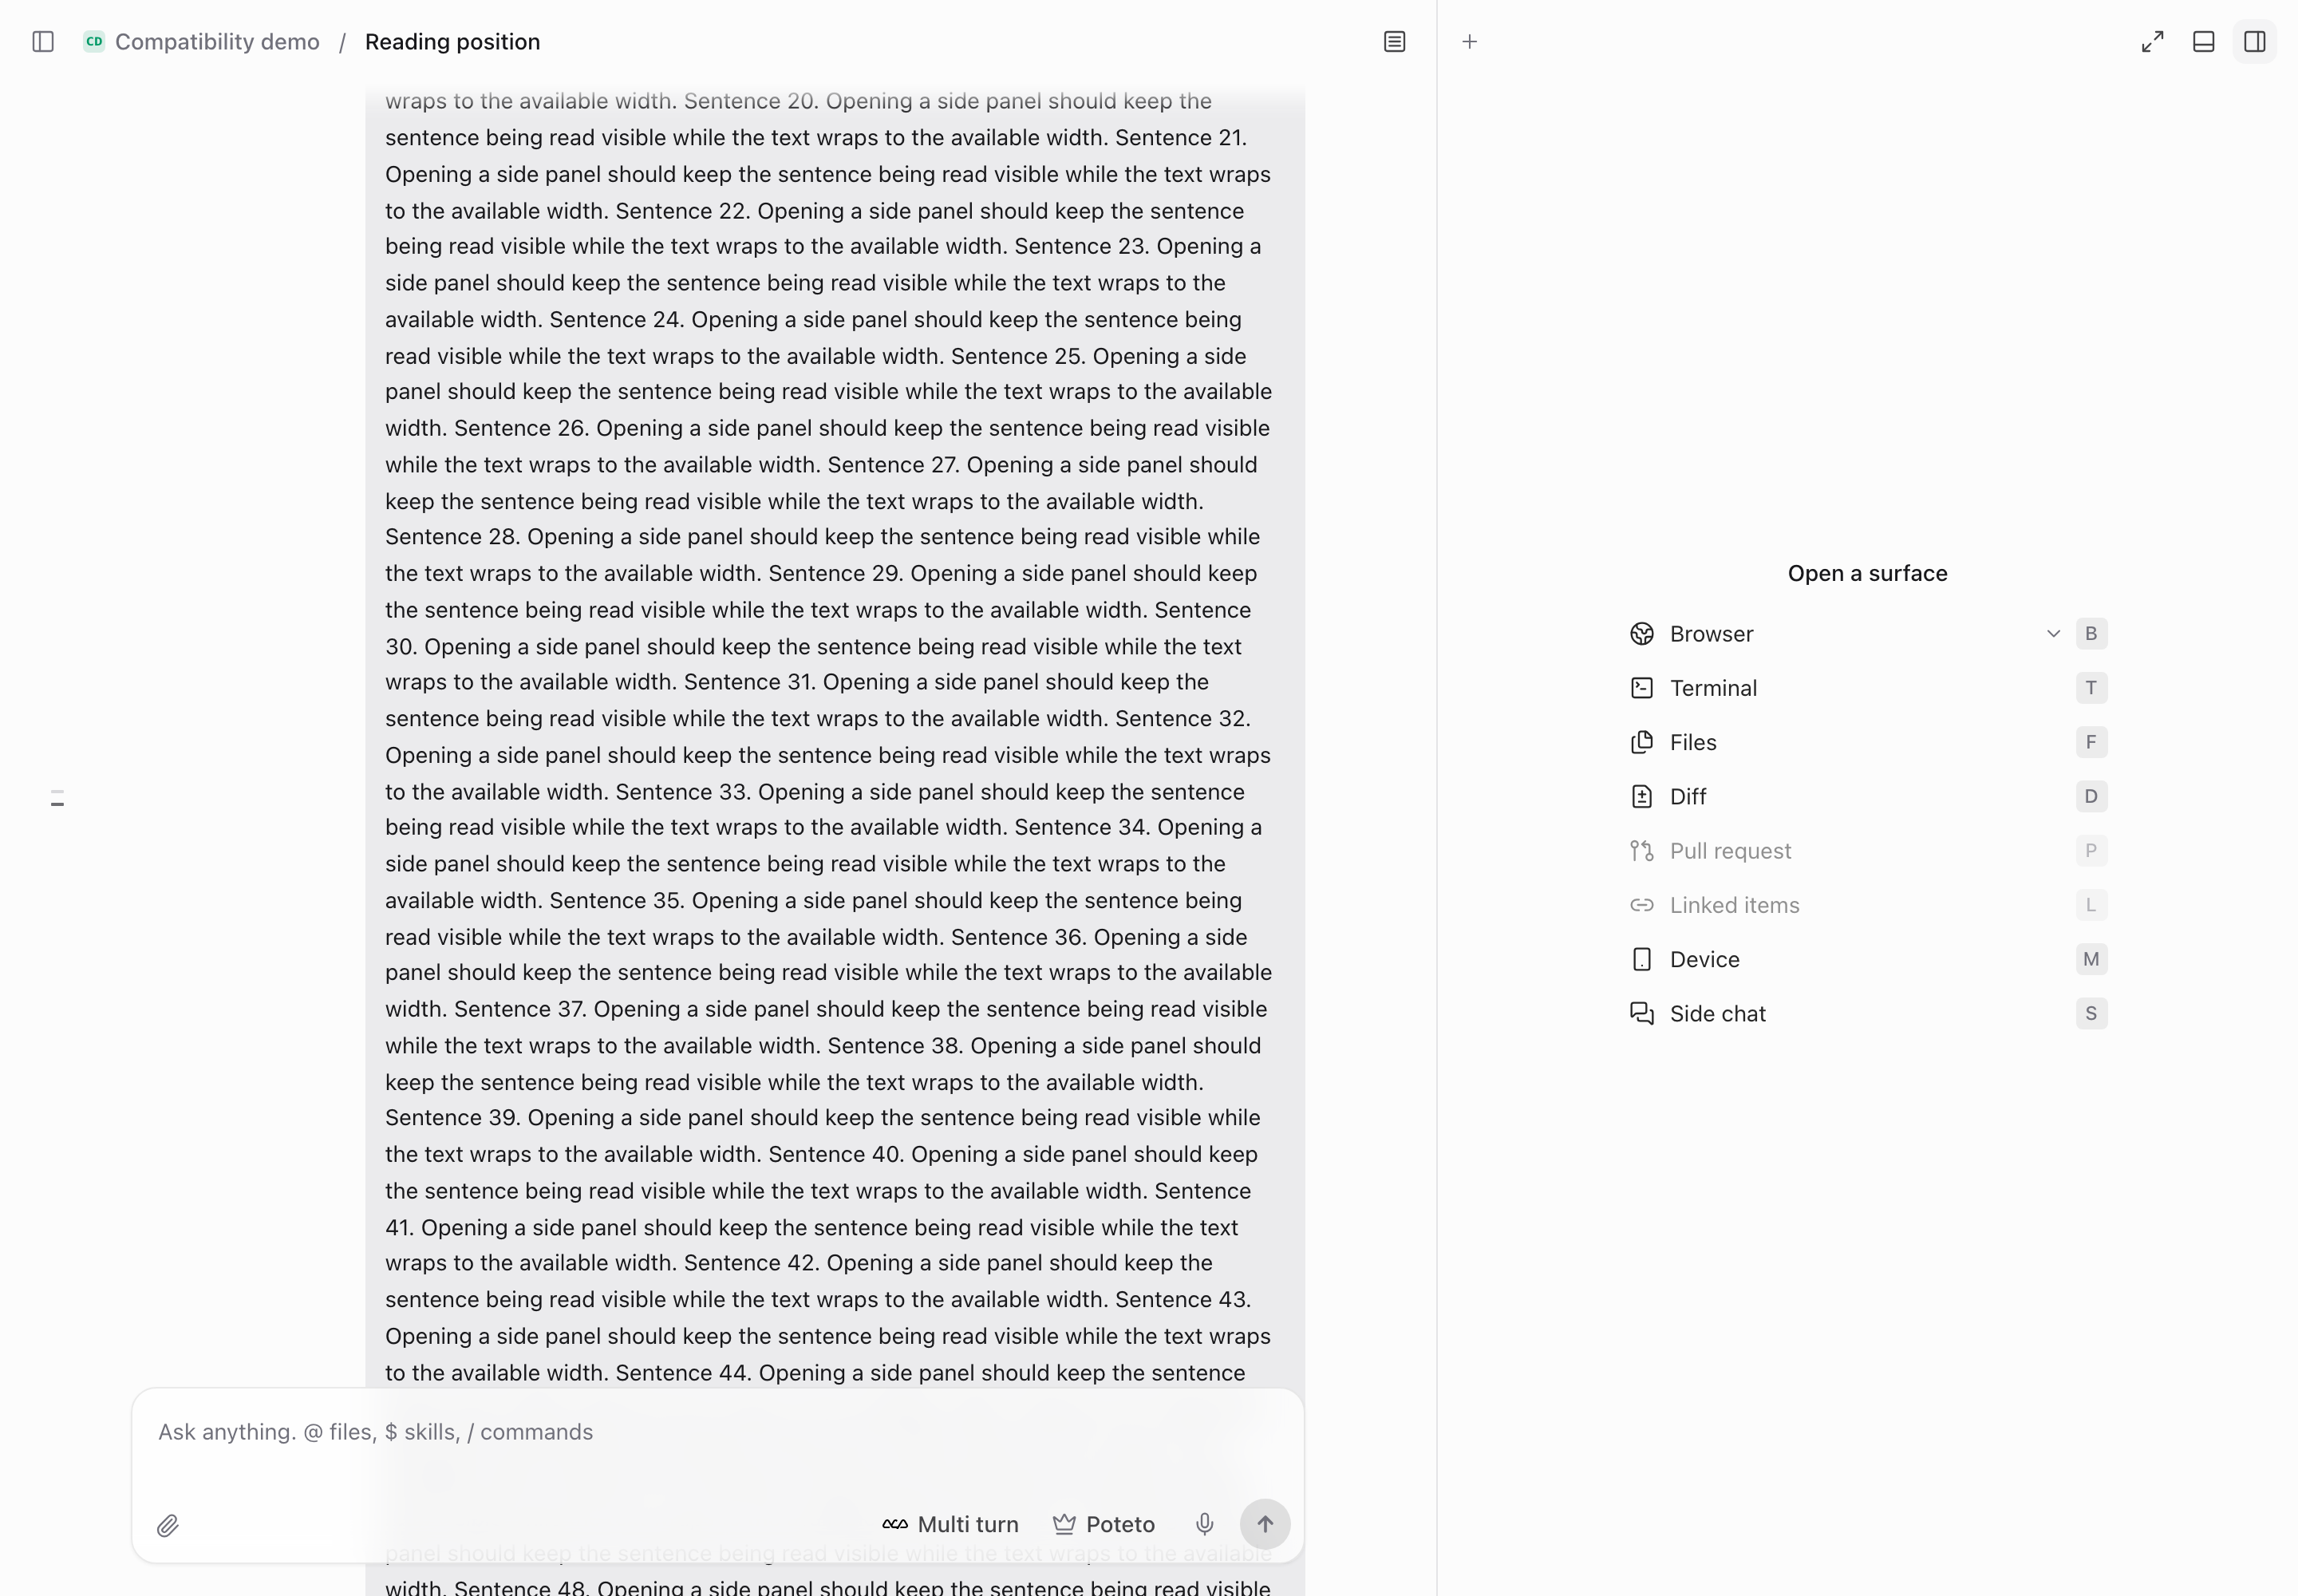 CD Compatibility demo / Reading position
wraps to the available width. Sentence 20. Opening a side panel should keep the
sentence being read visible while the text wraps to the available width. Sentence 21.
Opening a side panel should keep the sentence being read visible while the text wraps
to the available width. Sentence 22. Opening a side panel should keep the sentence
being read visible while the text wraps to the available width. Sentence 23. Opening a
side panel should keep the sentence being read visible while the text wraps to the
available width. Sentence 24. Opening a side panel should keep the sentence being
read visible while the text wraps to the available width. Sentence 25. Opening a side
panel should keep the sentence being read visible while the text wraps to the available
width. Sentence 26. Opening a side panel should keep the sentence being read visible
while the text wraps to the available width. Sentence 27. Opening a side panel should
keep the sentence being read visible while the text wraps to the available width.
Sentence 28. Opening a side panel should keep the sentence being read visible while
the text wraps to the available width. Sentence 29. Opening a side panel should keep
the sentence being read visible while the text wraps to the available width. Sentence
30. Opening a side panel should keep the sentence being read visible while the text
wraps to the available width. Sentence 31. Opening a side panel should keep the
sentence being read visible while the text wraps to the available width. Sentence 32.
Opening a side panel should keep the sentence being read visible while the text wraps
to the available width. Sentence 33. Opening a side panel should keep the sentence
being read visible while the text wraps to the available width. Sentence 34. Opening a
side panel should keep the sentence being read visible while the text wraps to the
available width. Sentence 35. Opening a side panel should keep the sentence being
read visible while the text wraps to the available width. Sentence 36. Opening a side
panel should keep the sentence being read visible while the text wraps to the available
width. Sentence 37. Opening a side panel should keep the sentence being read visible
while the text wraps to the available width. Sentence 38. Opening a side panel should
keep the sentence being read visible while the text wraps to the available width.
Sentence 39. Opening a side panel should keep the sentence being read visible while
the text wraps to the available width. Sentence 40. Opening a side panel should keep
the sentence being read visible while the text wraps to the available width. Sentence
41. Opening a side panel should keep the sentence being read visible while the text
wraps to the available width. Sentence 42. Opening a side panel should keep the
sentence being read visible while the text wraps to the available width. Sentence 43.
Opening a side panel should keep the sentence being read visible while the text wraps
to the available width. Sentence 44. Opening a side panel should keep the sentence
Ask anything. @ files, $ skills, / commands
Multi turn Poteto
panel should keep the sentence being read visible while the text wraps to the available
width. Sentence 48. Opening a side panel should keep the sentence being read visible
Open a surface
Browser B
Terminal T
Files F
Diff D
Pull request P
Linked items L
Device M
Side chat S